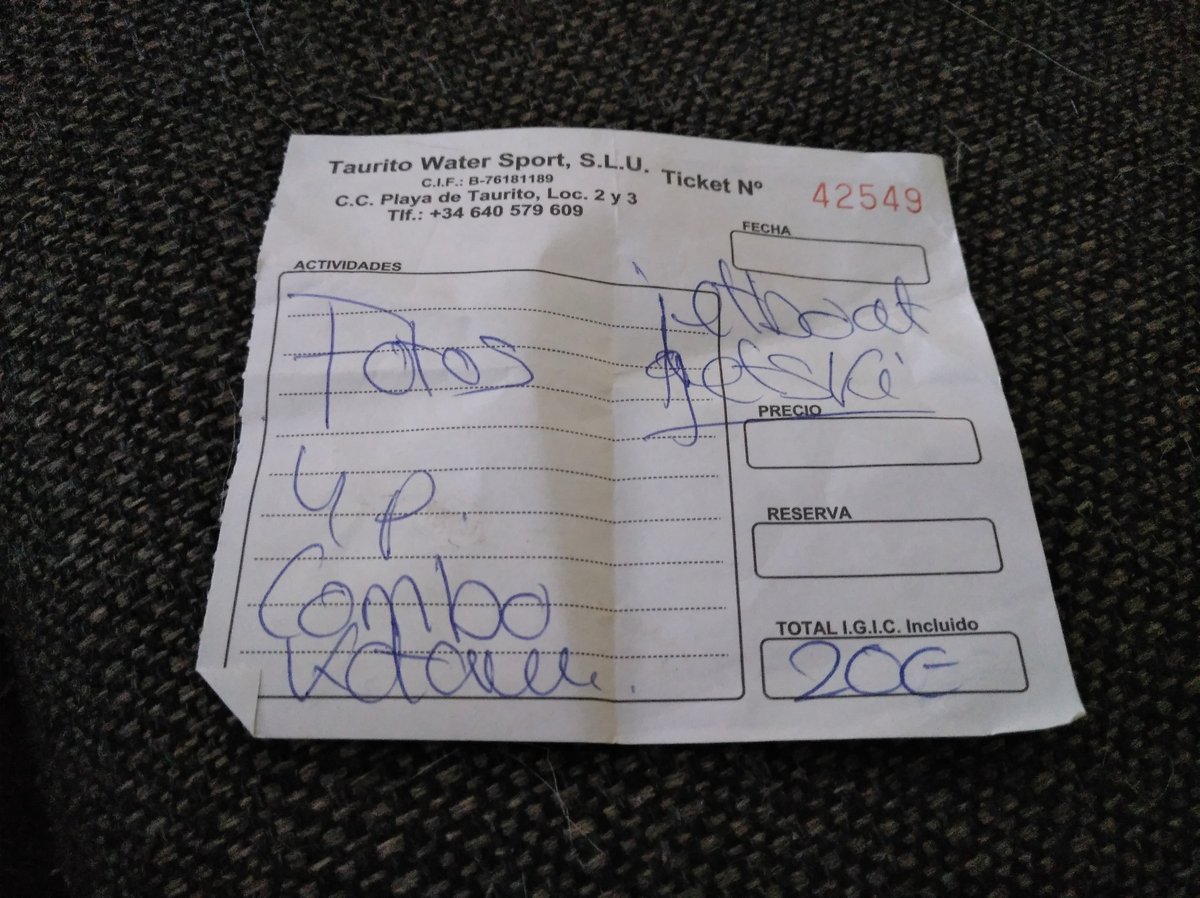 Taurito Water Sport, S.L.U.
C.I.F.: B-76181189
C.C. Playa de Taurito, Loc. 2 y 3
Tlf.: +34 640 579 609
Ticket Nº 42549
FECHA
ACTIVIDADES
Fotos
jetboat
jetski
4 p.
Combo
PRECIO
RESERVA
TOTAL I.G.I.C. Incluido
20€